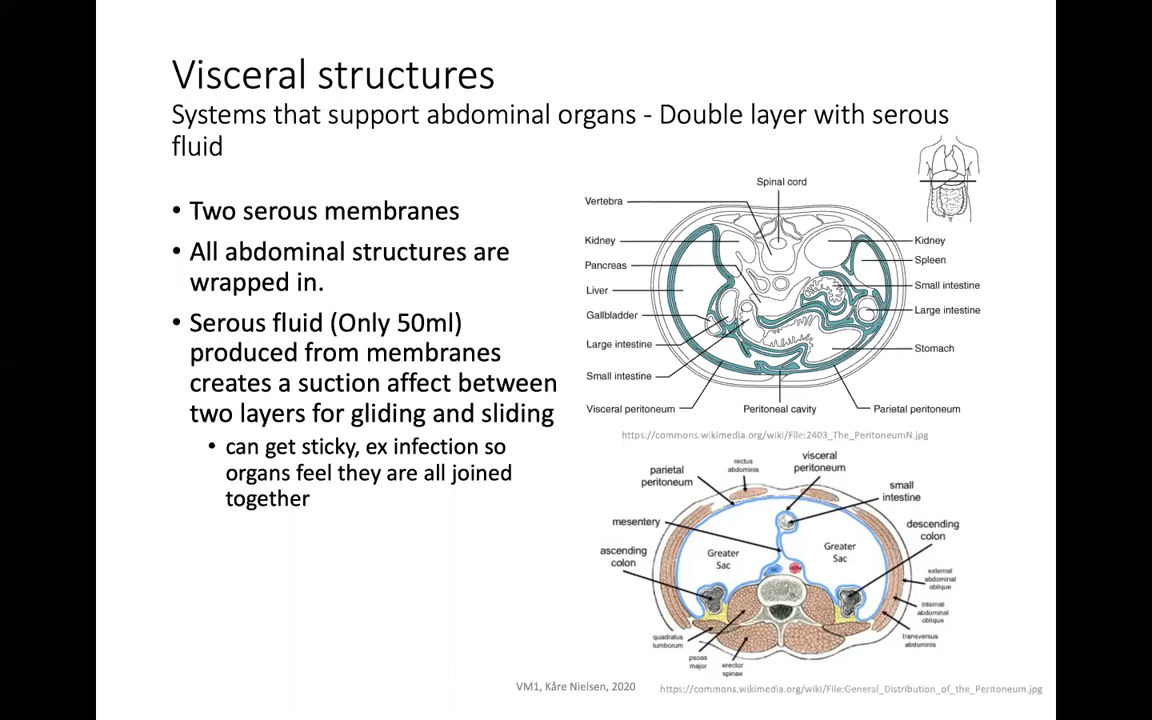 Visceral structures
Systems that support abdominal organs - Double layer with serous
fluid
• Two serous membranes
• All abdominal structures are
wrapped in.
• Serous fluid (Only 50ml)
produced from membranes
creates a suction affect between
two layers for gliding and sliding
• can get sticky, ex infection so
organs feel they are all joined
together
Spinal cord
Vertebra
Kidney
Pancreas
Liver
Gallbladder
Large intestine
Small intestine
Visceral peritoneum
Peritoneal cavity
Parietal peritoneum
Kidney
Spleen
Small intestine
Large intestine
Stomach
https://commons.wikimedia.org/wiki/File:2403_The_PeritoneumN.jpg
parietal
peritoneum
rectus
abdominis
visceral
peritoneum
small
intestine
mesentery
descending
colon
ascending
colon
Greater
Sac
Greater
Sac
external
abdominal
oblique
internal
abdominal
oblique
transversus
abdominis
quadratus
lumborum
psoas
major
erector
spinae
VM1, Kåre Nielsen, 2020
https://commons.wikimedia.org/wiki/File:General_Distribution_of_the_Peritoneum.jpg